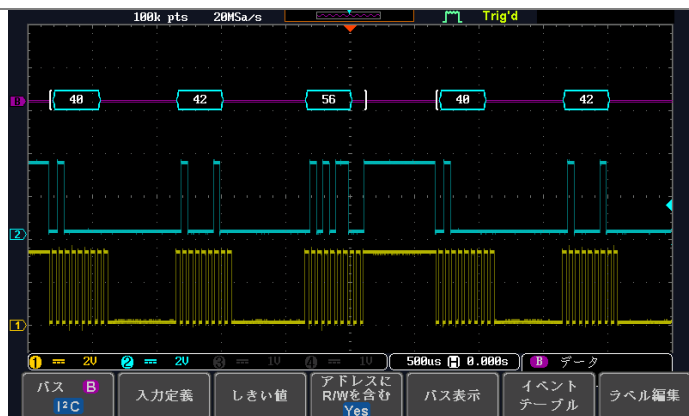 100k pts 20MSa/s Trig'd
B 40 42 56 40 42
2
1
1 2V 2 2V 3 1V 4 1V 500us H 0.000s B データ
バス B
I²C
入力定義
しきい値
アドレスに
R/Wを含む
Yes
バス表示
イベント
テーブル
ラベル編集